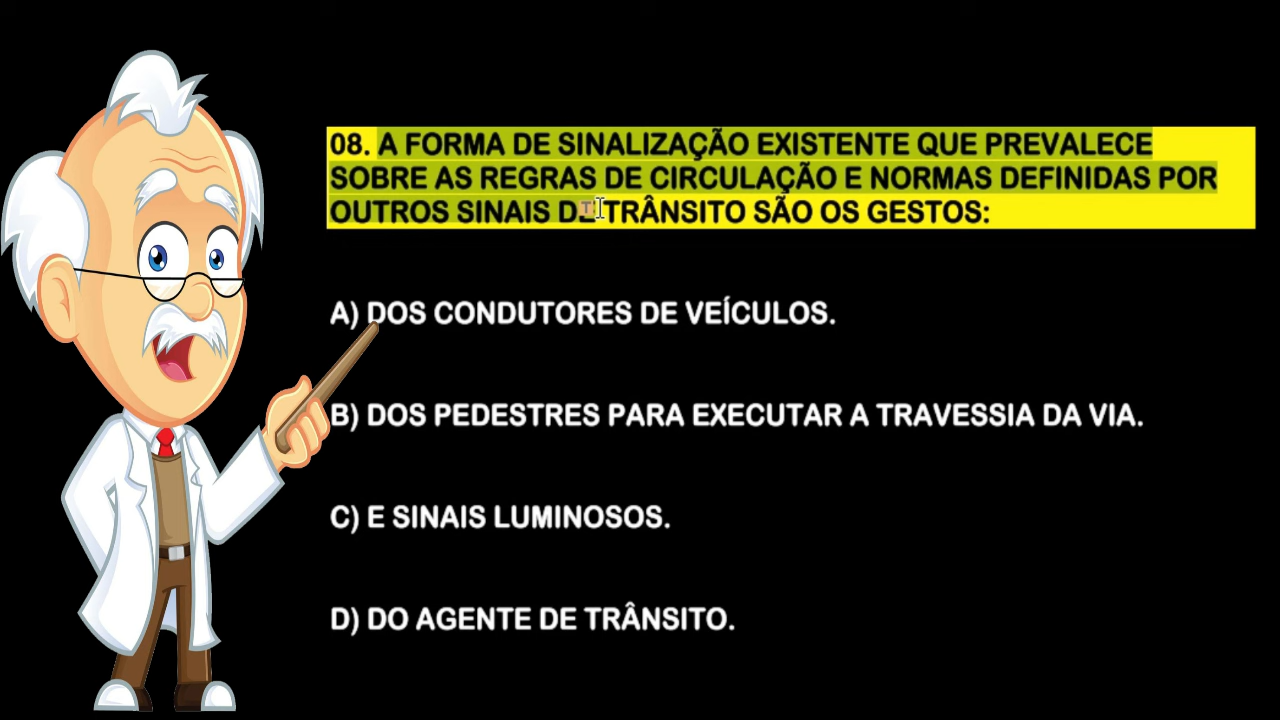 08. A FORMA DE SINALIZAÇÃO EXISTENTE QUE PREVALECE
SOBRE AS REGRAS DE CIRCULAÇÃO E NORMAS DEFINIDAS POR
OUTROS SINAIS DE TRÂNSITO SÃO OS GESTOS:
A) DOS CONDUTORES DE VEÍCULOS.
B) DOS PEDESTRES PARA EXECUTAR A TRAVESSIA DA VIA.
C) E SINAIS LUMINOSOS.
D) DO AGENTE DE TRÂNSITO.